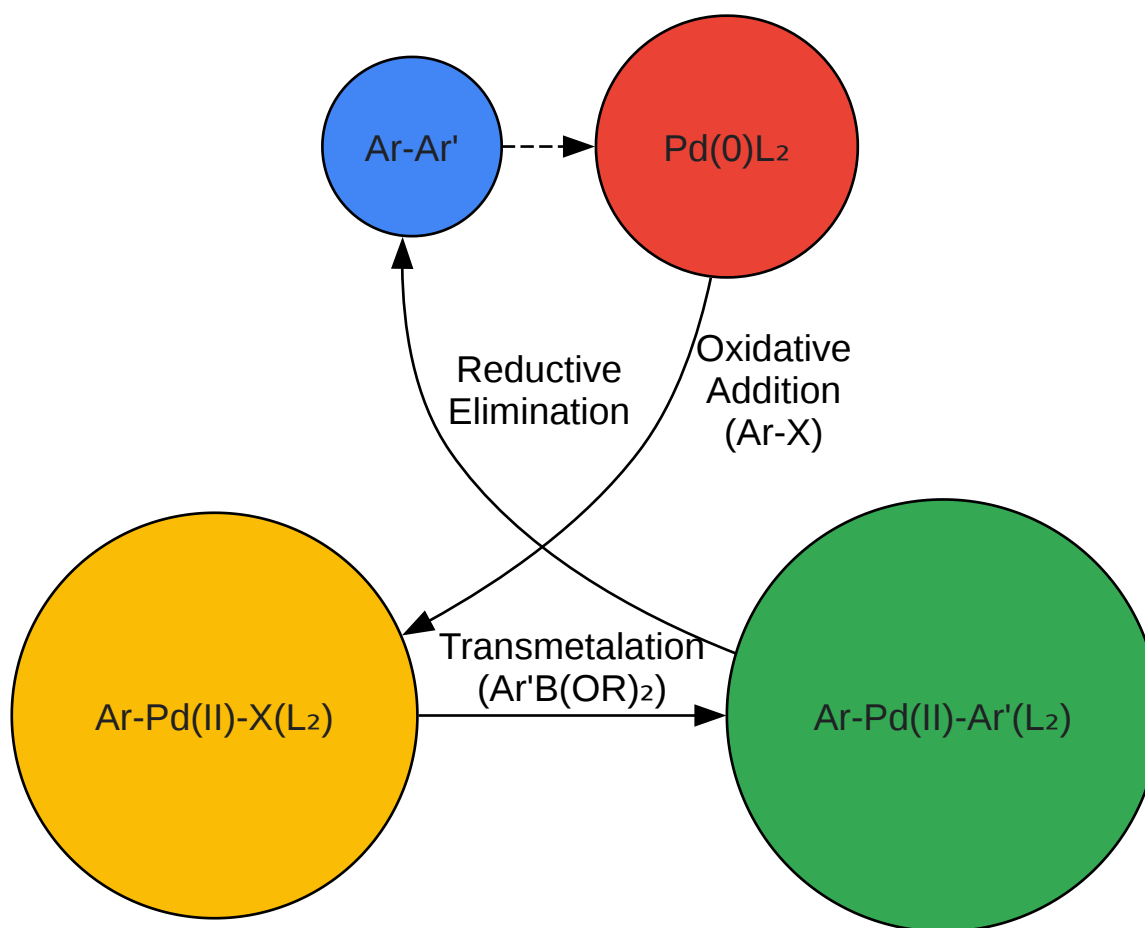 Ar-Ar'
Pd(0)L₂
Reductive
Elimination
Oxidative
Addition
(Ar-X)
Transmetalation
(Ar'B(OR)₂)
Ar-Pd(II)-X(L₂)
Ar-Pd(II)-Ar'(L₂)